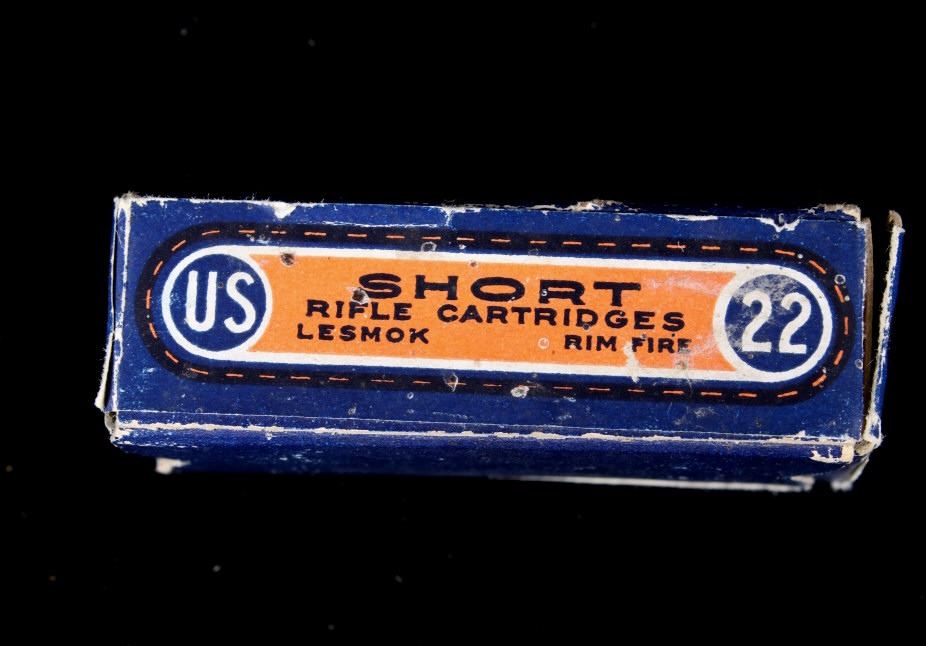 US
SHORT
RIFLE CARTRIDGES
LESMOK RIM FIRE
22